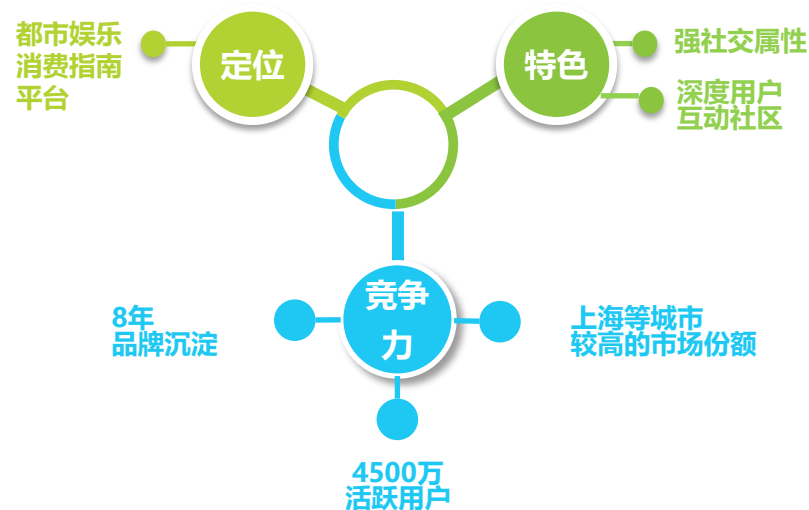 都市娱乐
消费指南
平台
定位
特色
强社交属性
深度用户
互动社区
竞争
力
8年
品牌沉淀
上海等城市
较高的市场份额
4500万
活跃用户